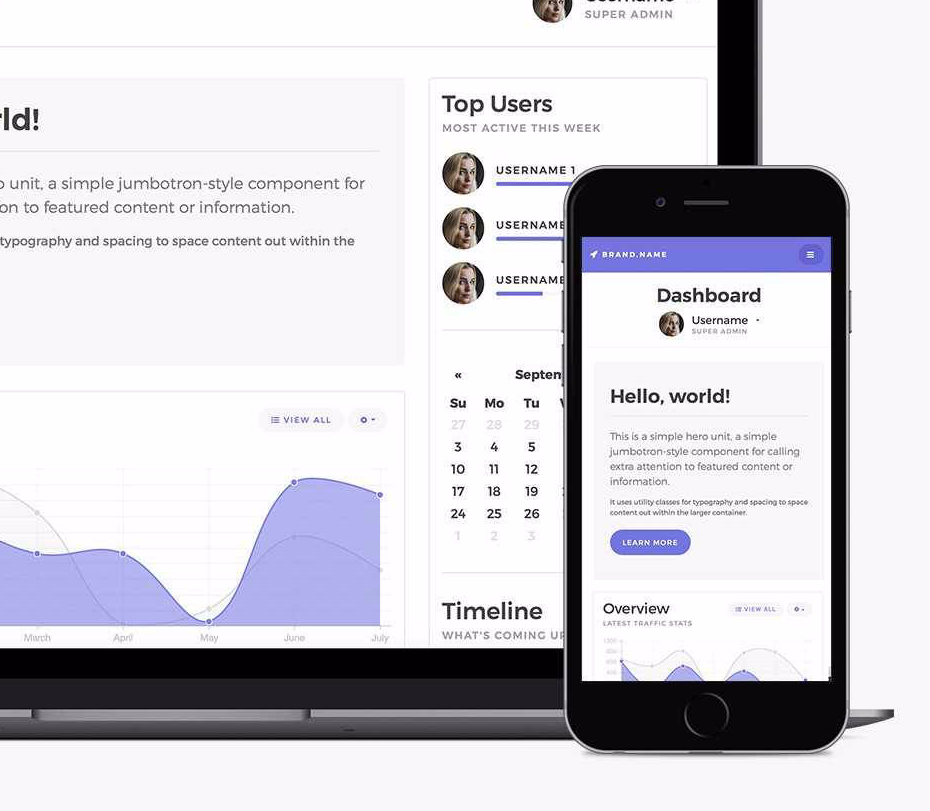 SUPER ADMIN
rld!
unit, a simple jumbotron-style component for
on to featured content or information.
typography and spacing to space content out within the
VIEW ALL
March April May June July
Top Users
MOST ACTIVE THIS WEEK
USERNAME 1
USERNAME
USERNAME
« Septem
Su Mo Tu
27 28 29
3 4 5
10 11 12
17 18 19
24 25 26
1 2 3
Timeline
WHAT'S COMING UP
BRAND.NAME
Dashboard
Username
SUPER ADMIN
Hello, world!
This is a simple hero unit, a simple
jumbotron-style component for calling
extra attention to featured content or
information.
It uses utility classes for typography and spacing to space
content out within the larger container.
LEARN MORE
Overview
VIEW ALL
LATEST TRAFFIC STATS